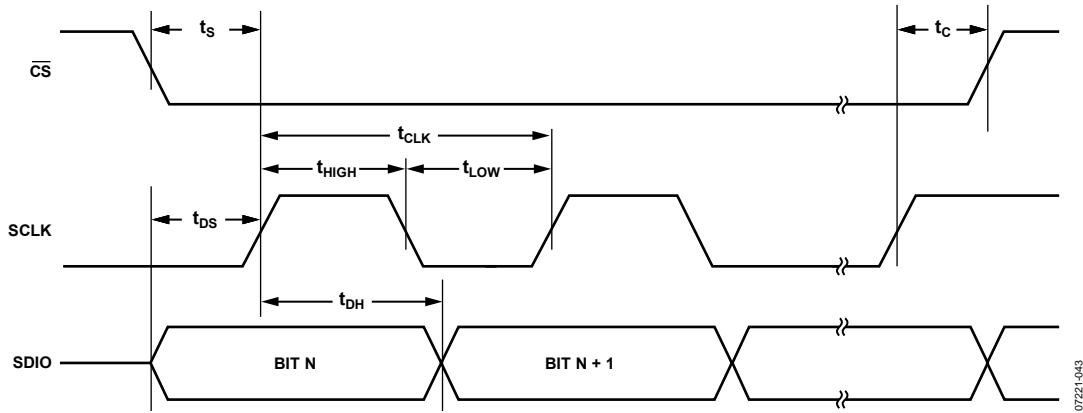 tS
tC
CS
tCLK
tHIGH
tLOW
tDS
SCLK
tDH
SDIO
BIT N
BIT N + 1
07221-043